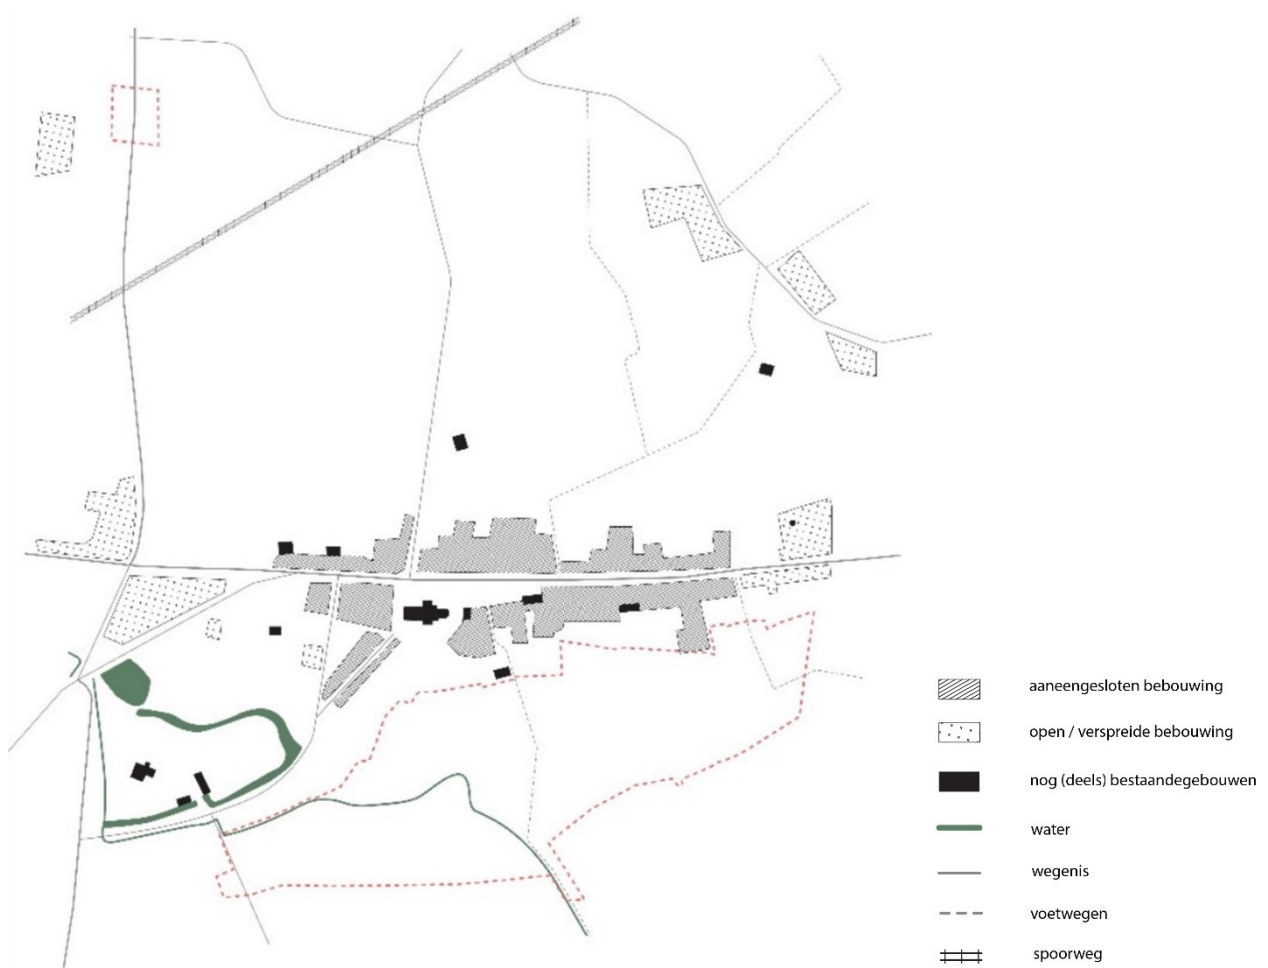 aaneengesloten bebouwing
open / verspreide bebouwing
nog (deels) bestaandegebouwen
water
wegenis
voetwegen
spoorweg